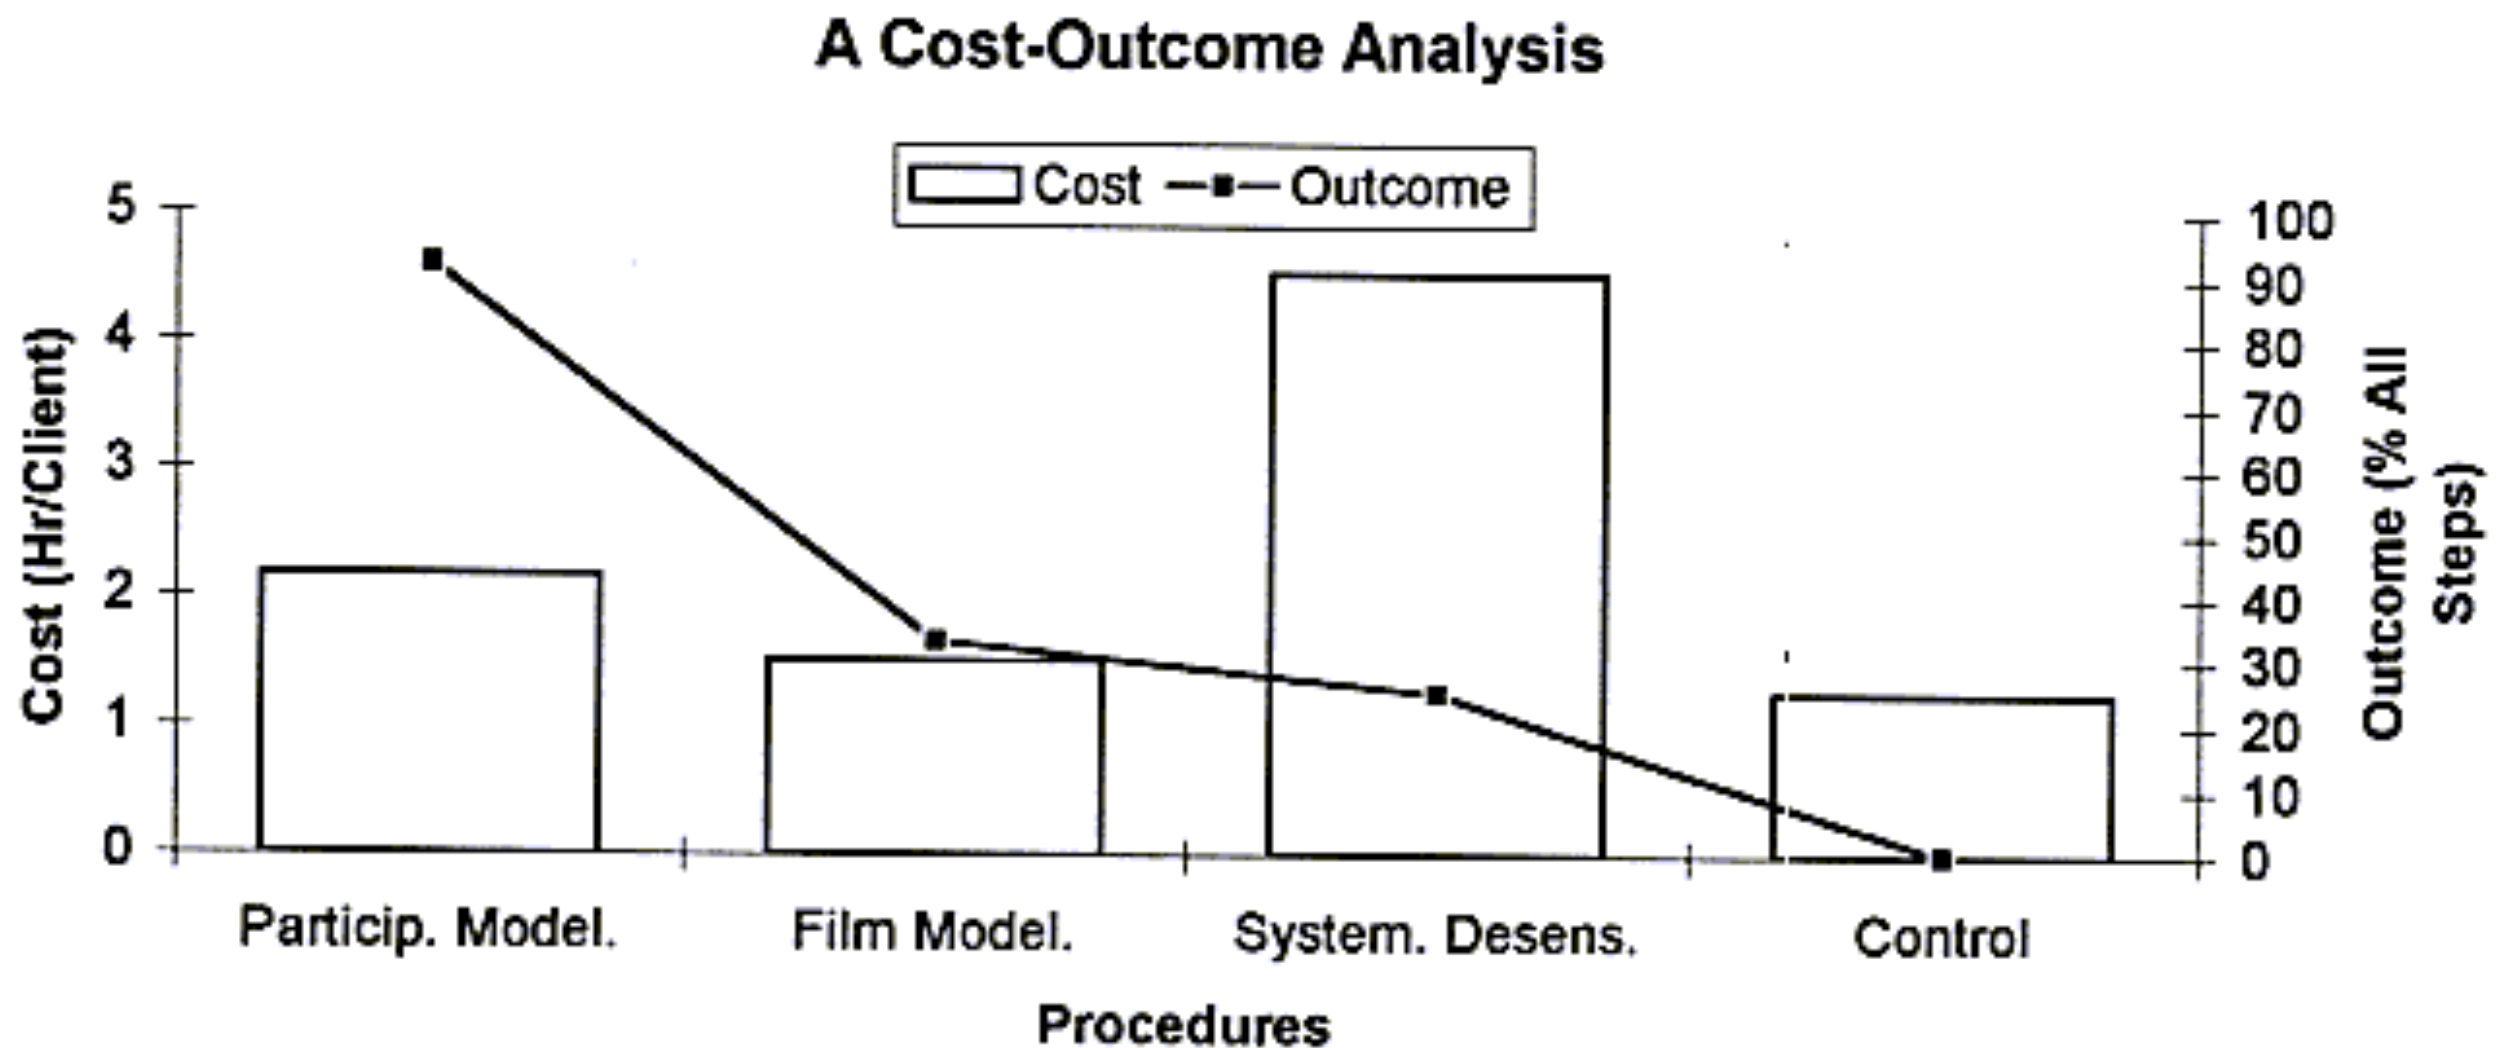 A Cost-Outcome Analysis
Cost Outcome
5
4
3
2
1
0
Cost (Hr/Client)
100
90
80
70
60
50
40
30
20
10
0
Outcome (% All
Steps)
Particip. Model. Film Model. System. Desens. Control
Procedures